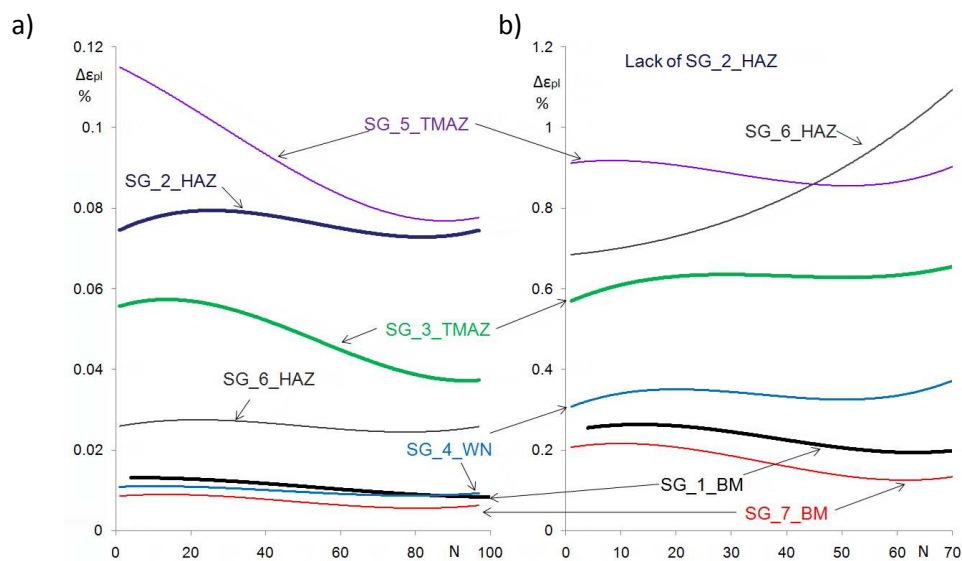 a)
b)
0.12
Δεpl
%
0.1
0.08
0.06
0.04
0.02
0
0
20
40
60
80
N
100
SG_5_TMAZ
SG_2_HAZ
SG_3_TMAZ
SG_6_HAZ
SG_4_WN
SG_1_BM
SG_7_BM
1.2
Δεpl
%
1
0.8
0.6
0.4
0.2
0
0
10
20
30
40
50
60
N
70
Lack of SG_2_HAZ
SG_6_HAZ